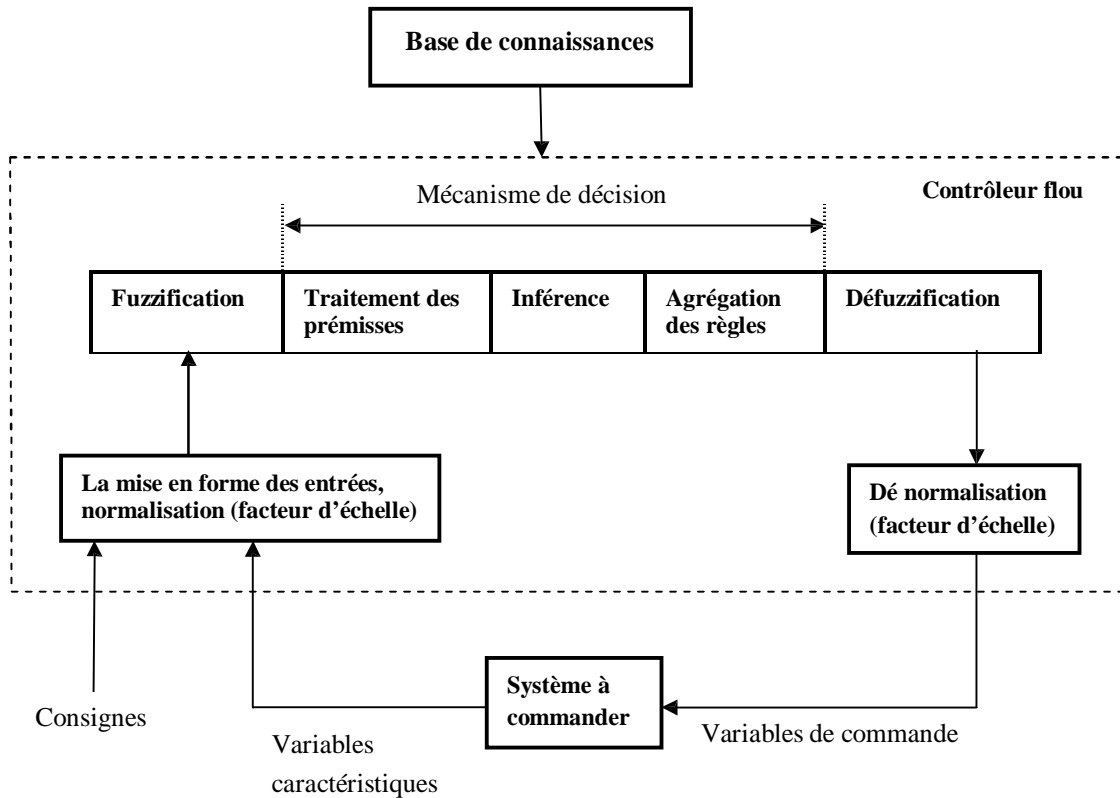 Base de connaissances
Mécanisme de décision
Contrôleur flou
Fuzzification
Traitement des
prémisses
Inférence
Agrégation
des règles
Défuzzification
La mise en forme des entrées,
normalisation (facteur d’échelle)
Dé normalisation
(facteur d’échelle)
Système à
commander
Consignes
Variables
caractéristiques
Variables de commande